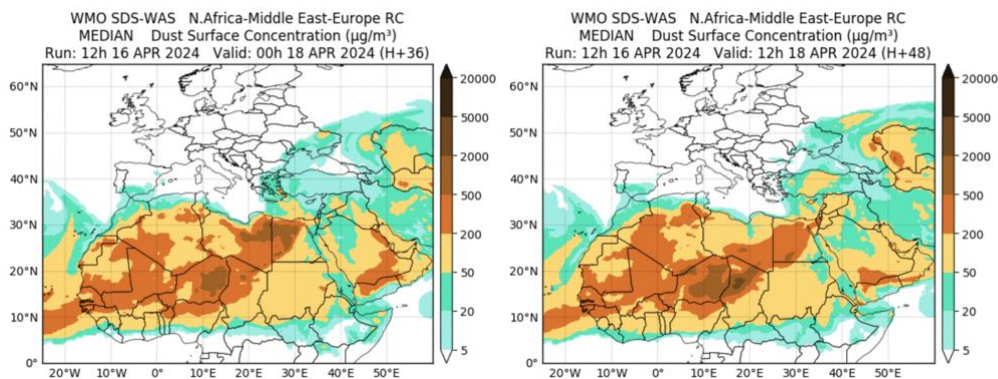 WMO SDS-WAS   N.Africa-Middle East-Europe RC
MEDIAN    Dust Surface Concentration (µg/m³)
Run: 12h 16 APR 2024   Valid: 00h 18 APR 2024 (H+36)
60°N
50°N
40°N
30°N
20°N
10°N
0°
20°W 10°W 0° 10°E 20°E 30°E 40°E 50°E
20000
5000
2000
500
200
50
20
5
WMO SDS-WAS   N.Africa-Middle East-Europe RC
MEDIAN    Dust Surface Concentration (µg/m³)
Run: 12h 16 APR 2024   Valid: 12h 18 APR 2024 (H+48)
60°N
50°N
40°N
30°N
20°N
10°N
0°
20°W 10°W 0° 10°E 20°E 30°E 40°E 50°E
20000
5000
2000
500
200
50
20
5